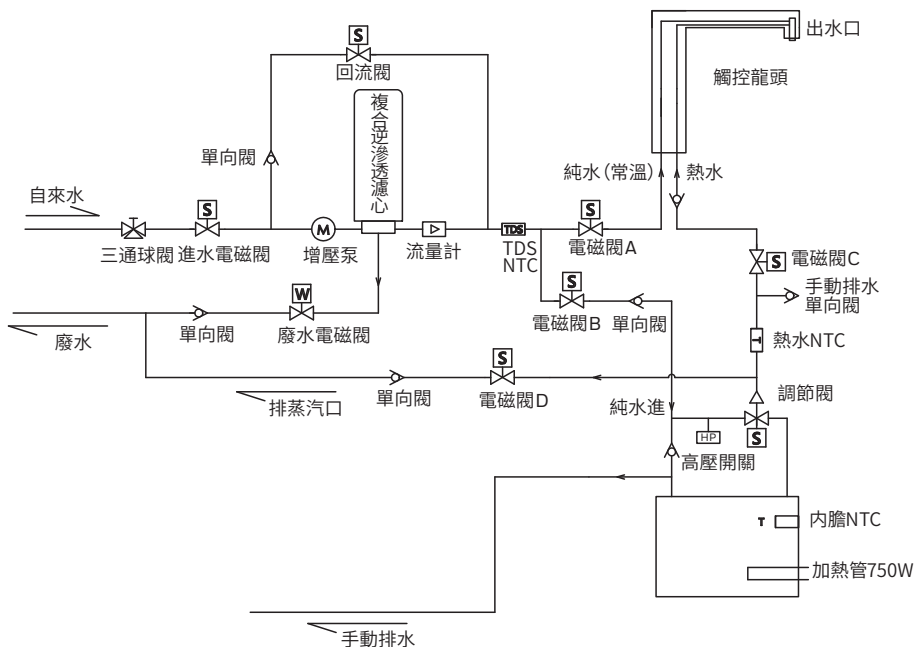 S
回流閥
出水口
觸控龍頭
複合逆滲透濾心
單向閥
純水(常溫)
熱水
自來水
S
三通球閥
進水電磁閥
M
增壓泵
流量計
TDS
TDS
NTC
S
電磁閥A
S
電磁閥C
手動排水
單向閥
S
電磁閥B
單向閥
W
廢水電磁閥
單向閥
廢水
T
熱水NTC
S
電磁閥D
單向閥
排蒸汽口
純水進
調節閥
S
HP
高壓開關
T
内膽NTC
加熱管750W
手動排水